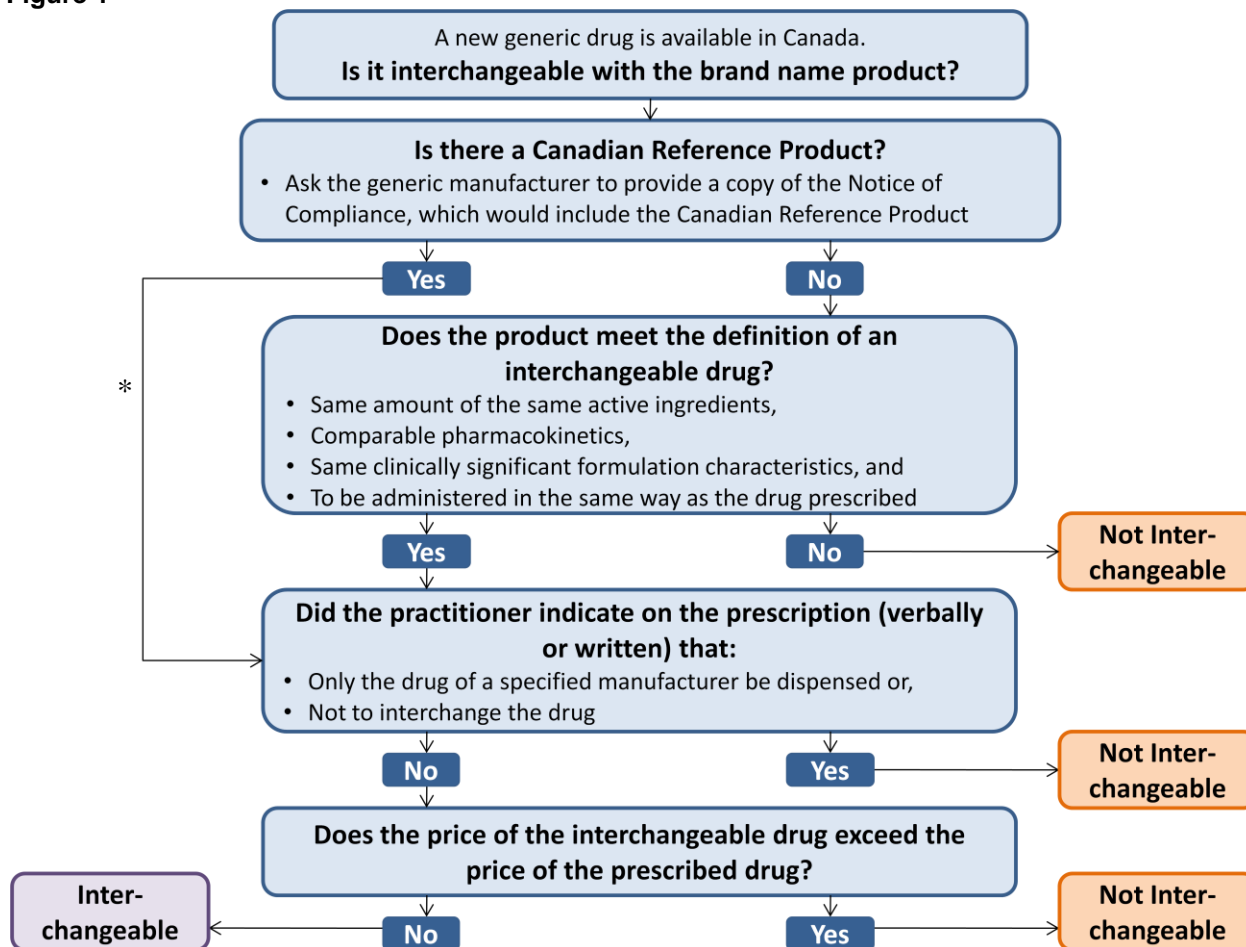 A new generic drug is available in Canada.
Is it interchangeable with the brand name product?
Is there a Canadian Reference Product?
• Ask the generic manufacturer to provide a copy of the Notice of
Compliance, which would include the Canadian Reference Product
Yes
No
Does the product meet the definition of an
interchangeable drug?
*
• Same amount of the same active ingredients,
• Comparable pharmacokinetics,
• Same clinically significant formulation characteristics, and
• To be administered in the same way as the drug prescribed
Yes
No
Not Inter-
changeable
Did the practitioner indicate on the prescription (verbally
or written) that:
• Only the drug of a specified manufacturer be dispensed or,
• Not to interchange the drug
No
Yes
Not Inter-
changeable
Does the price of the interchangeable drug exceed the
price of the prescribed drug?
Inter-
changeable
No
Yes
Not Inter-
changeable